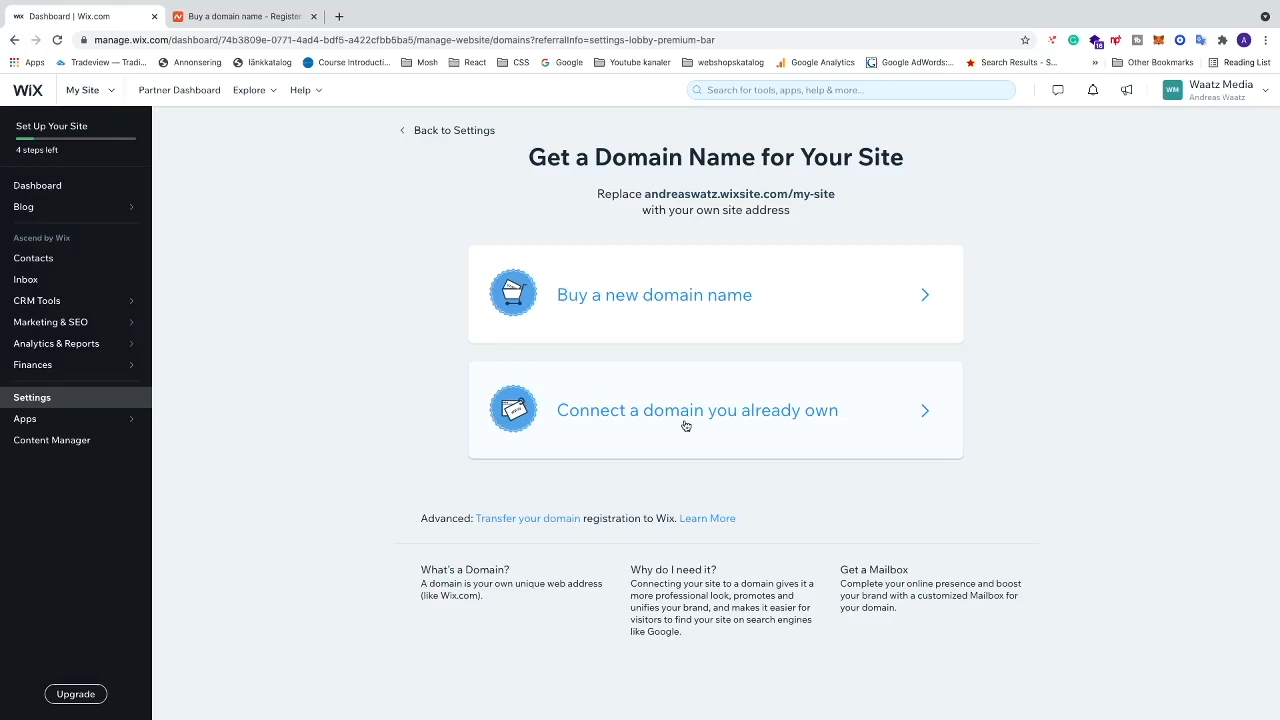 Dashboard | Wix.com
Buy a domain name - Register
manage.wix.com/dashboard/74b3809e-0771-4ad4-bdf5-a422cfbb5ba5/manage-website/domains?referralInfo=settings-lobby-premium-bar
Apps
Tradeview -- Tradi...
Annonsering
länkkatalog
Course Introducti...
Mosh
React
CSS
Google
Youtube kanaler
webshopskatalog
Google Analytics
Google AdWords:...
Search Results - S...
Other Bookmarks
Reading List
WiX
My Site
Partner Dashboard
Explore
Help
Search for tools, apps, help & more...
WM
Waatz Media
Andreas Waatz
Set Up Your Site
4 steps left
Dashboard
Blog
Ascend by Wix
Contacts
Inbox
CRM Tools
Marketing & SEO
Analytics & Reports
Finances
Settings
Apps
Content Manager
Upgrade
Back to Settings
Get a Domain Name for Your Site
Replace andreaswatz.wixsite.com/my-site
with your own site address
Buy a new domain name
Connect a domain you already own
Advanced: Transfer your domain registration to Wix. Learn More
What's a Domain?
A domain is your own unique web address
(like Wix.com).
Why do I need it?
Connecting your site to a domain gives it a
more professional look, promotes and
unifies your brand, and makes it easier for
visitors to find your site on search engines
like Google.
Get a Mailbox
Complete your online presence and boost
your brand with a customized Mailbox for
your domain.